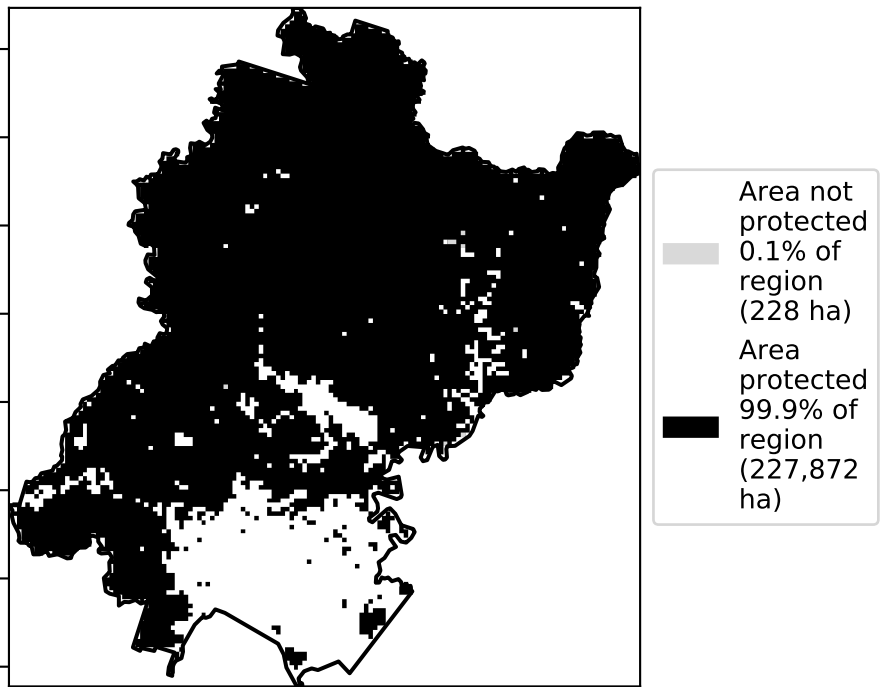 Area not
protected
0.1% of
region
(228 ha)
Area
protected
99.9% of
region
(227,872
ha)